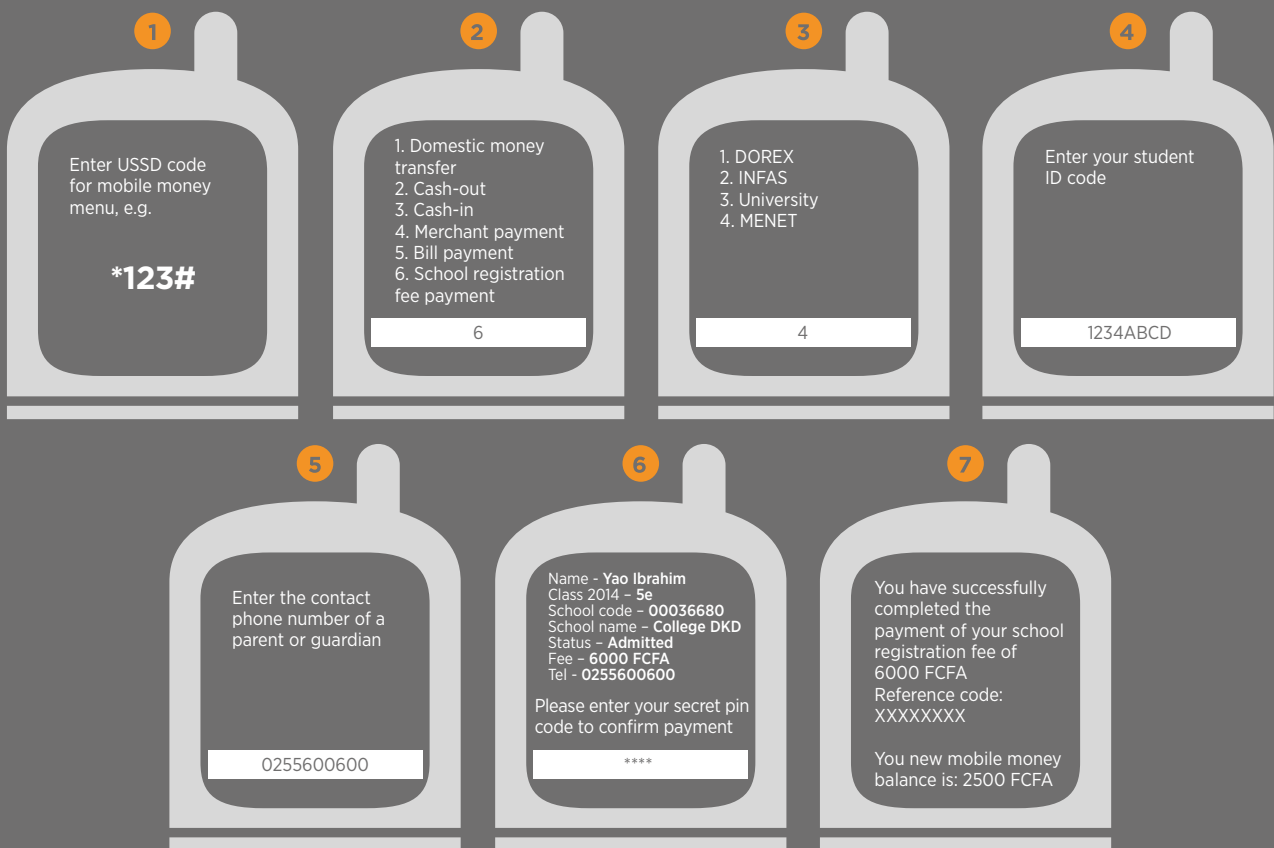 1
Enter USSD code
for mobile money
menu, e.g.
*123#
2
1. Domestic money
transfer
2. Cash-out
3. Cash-in
4. Merchant payment
5. Bill payment
6. School registration
fee payment
6
3
1. DOREX
2. INFAS
3. University
4. MENET
4
4
Enter your student
ID code
1234ABCD
5
Enter the contact
phone number of a
parent or guardian
0255600600
6
Name - Yao Ibrahim
Class 2014 – 5e
School code – 00036680
School name – College DKD
Status – Admitted
Fee – 6000 FCFA
Tel - 0255600600
Please enter your secret pin
code to confirm payment
****
7
You have successfully
completed the
payment of your school
registration fee of
6000 FCFA
Reference code:
XXXXXXXX
You new mobile money
balance is: 2500 FCFA